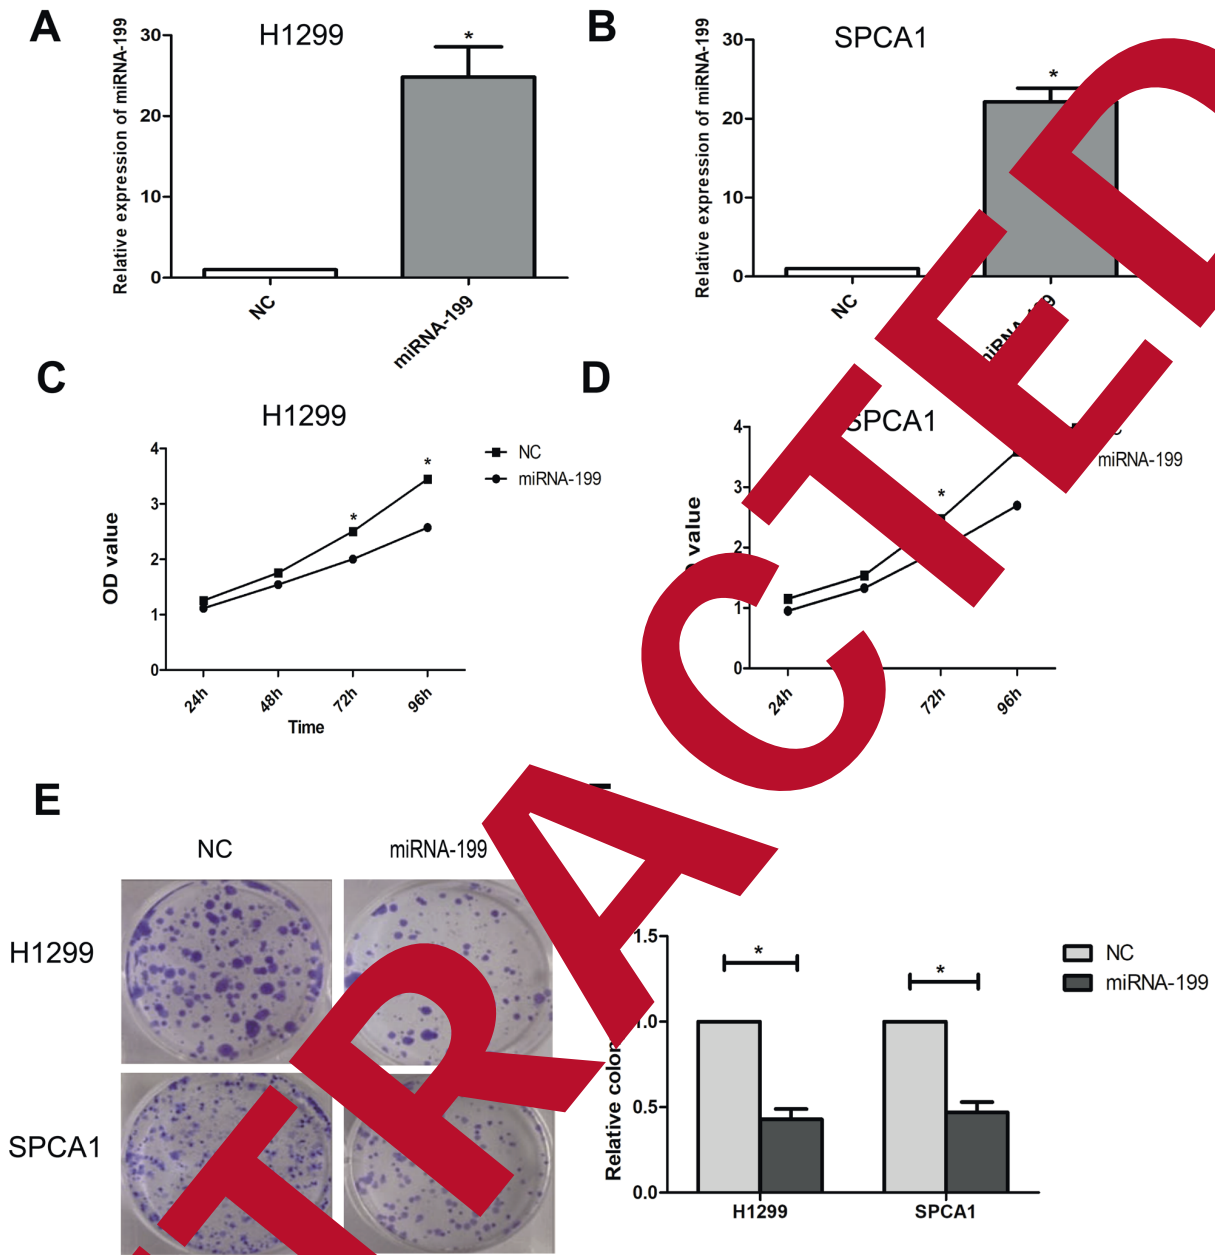 A
H1299
Relative expression of miRNA-199
30
20
10
0
*
NC
miRNA-199
B
SPCA1
Relative expression of miRNA-199
30
20
10
0
*
NC
C
H1299
OD value
4
3
2
1
0
*
*
NC
miRNA-199
24h
48h
72h
96h
Time
D
SPCA1
value
4
3
2
1
0
*
miRNA-199
24h
72h
96h
E
NC
miRNA-199
H1299
SPCA1
Relative
1.5
1.0
0.5
0.0
*
*
NC
miRNA-199
H1299
SPCA1
TRACTED